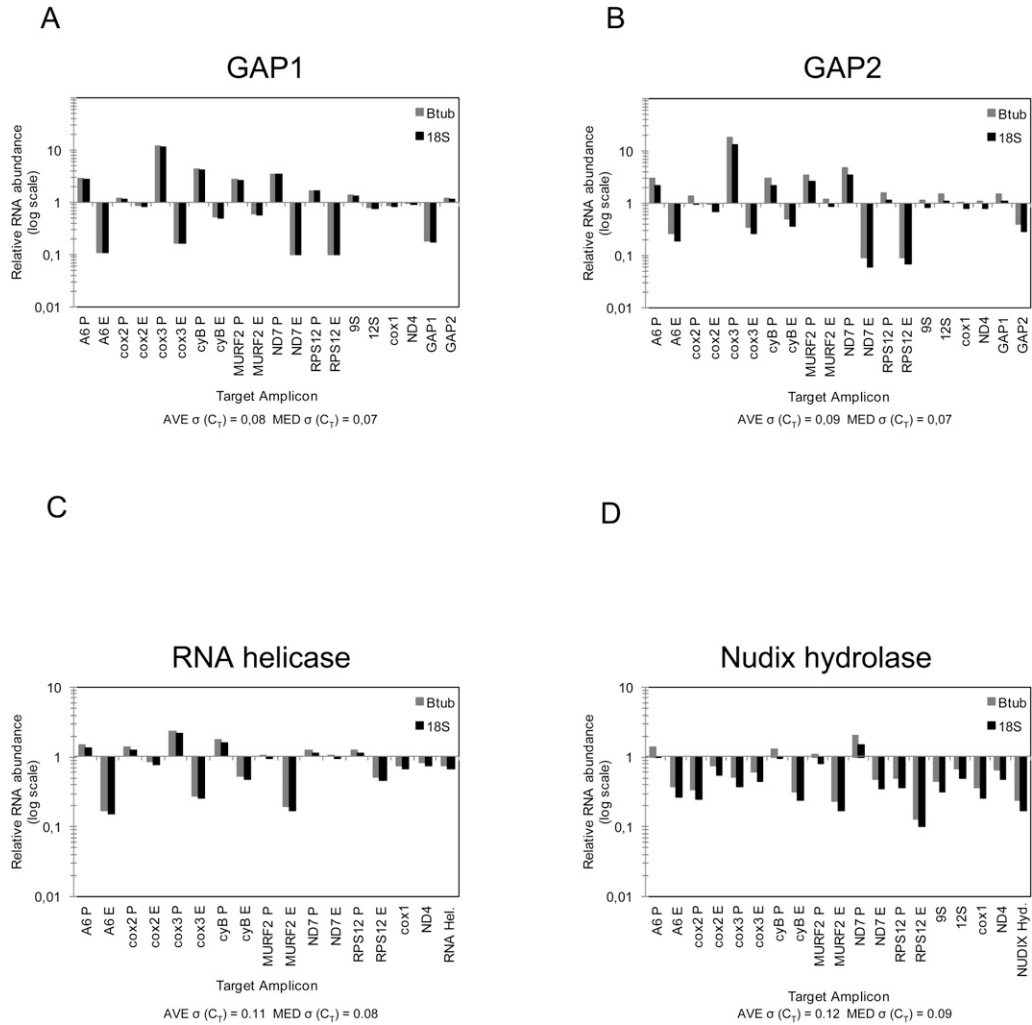 A
GAP1
Btub
18S
Relative RNA abundance
(log scale)
10
1
0,1
0,01
A6 P
A6 E
cox2 P
cox2 E
cox3 P
cox3 E
cyB P
cyB E
MURF2 P
MURF2 E
ND7 P
ND7 E
RPS12 P
RPS12 E
9S
12S
cox1
ND4
GAP1
GAP2
Target Amplicon
AVE σ (C_T) = 0,08 MED σ (C_T) = 0,07
B
GAP2
Btub
18S
Relative RNA abundance
(log scale)
10
1
0,1
0,01
A6 P
A6 E
cox2 P
cox2 E
cox3 P
cox3 E
cyB P
cyB E
MURF2 P
MURF2 E
ND7 P
ND7 E
RPS12 P
RPS12 E
9S
12S
cox1
ND4
GAP1
GAP2
Target Amplicon
AVE σ (C_T) = 0,09 MED σ (C_T) = 0,07
C
RNA helicase
Btub
18S
Relative RNA abundance
(log scale)
10
1
0,1
0,01
A6 P
A6 E
cox2 P
cox2 E
cox3 P
cox3 E
cyB P
cyB E
MURF2 P
MURF2 E
ND7 P
ND7 E
RPS12 P
RPS12 E
cox1
ND4
RNA Hel.
Target Amplicon
AVE σ (C_T) = 0.11 MED σ (C_T) = 0.08
D
Nudix hydrolase
Btub
18S
Relative RNA abundance
(log scale)
10
1
0,1
0,01
A6 P
A6 E
cox2 P
cox2 E
cox3 P
cox3 E
cyB P
cyB E
MURF2 P
MURF2 E
ND7 P
ND7 E
RPS12 P
RPS12 E
9S
12S
cox1
ND4
NUDIX Hyd.
Target Amplicon
AVE σ (C_T) = 0.12 MED σ (C_T) = 0.09